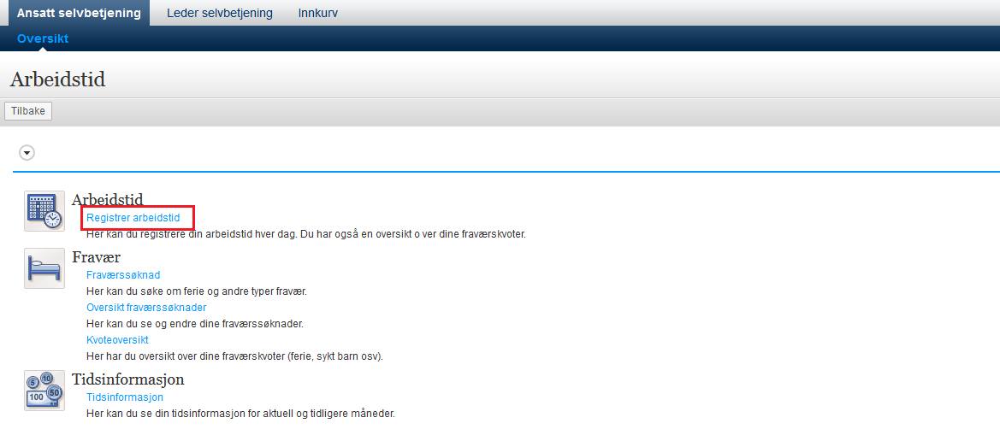 Ansatt selvbetjening Leder selvbetjening Innkurv
Oversikt
Arbeidstid
Tilbake
Arbeidstid
Registrer arbeidstid
Her kan du registrere din arbeidstid hver dag. Du har også en oversikt o ver dine fraværskvoter.
Fravær
Fraværssøknad
Her kan du søke om ferie og andre typer fravær.
Oversikt fraværssøknader
Her kan du se og endre dine fraværssøknader.
Kvoteoversikt
Her har du oversikt over dine fraværskvoter (ferie, sykt barn osv).
5 10
100 50
Tidsinformasjon
Tidsinformasjon
Her kan du se din tidsinformasjon for aktuell og tidligere måneder.